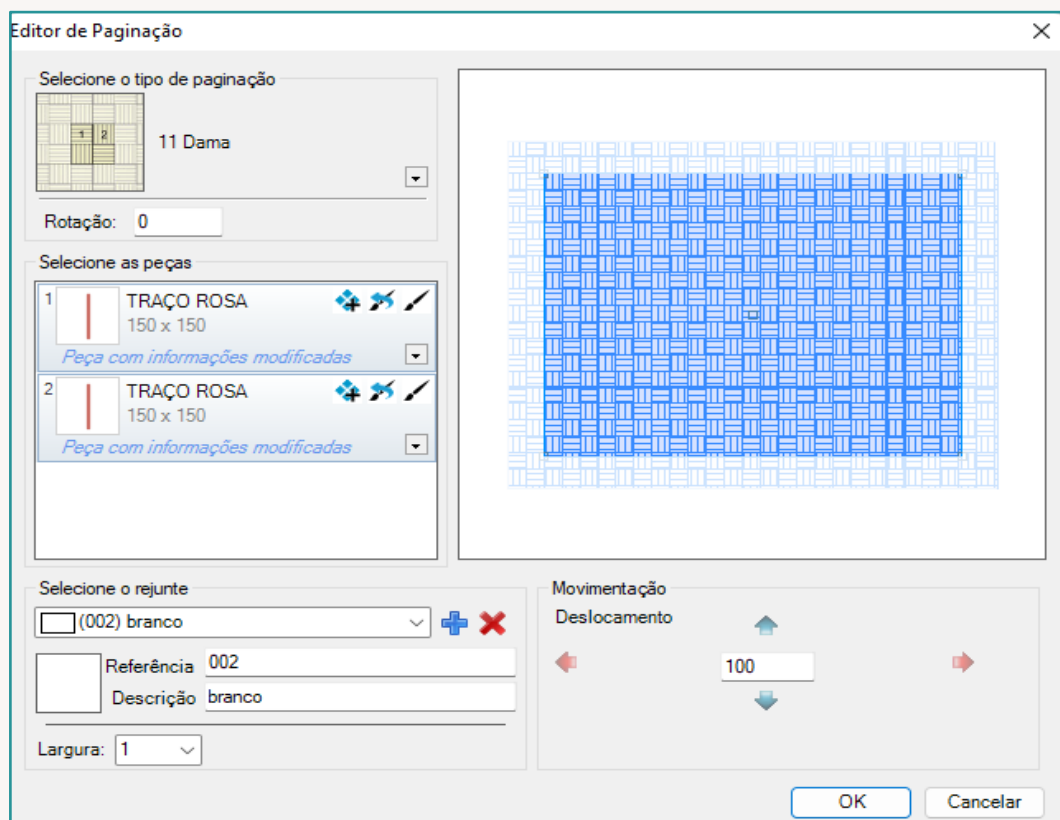 Editor de Paginação
Selecione o tipo de paginação
1 2
11 Dama
Rotação: 0
Selecione as peças
1 TRAÇO ROSA
150 x 150
Peça com informações modificadas
2 TRAÇO ROSA
150 x 150
Peça com informações modificadas
Selecione o rejunte
(002) branco
Referência 002
Descrição branco
Largura: 1
Movimentação
Deslocamento
100
OK
Cancelar